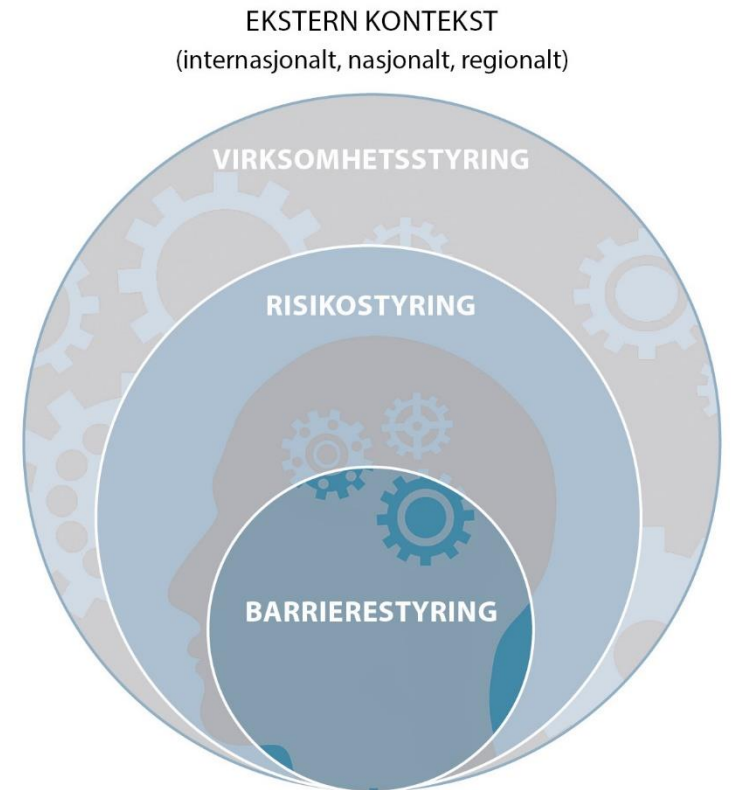 EKSTERN KONTEKST
(internasjonalt, nasjonalt, regionalt)
VIRKSOMHETSSTYRING
RISIKOSTYRING
BARRIERESTYRING